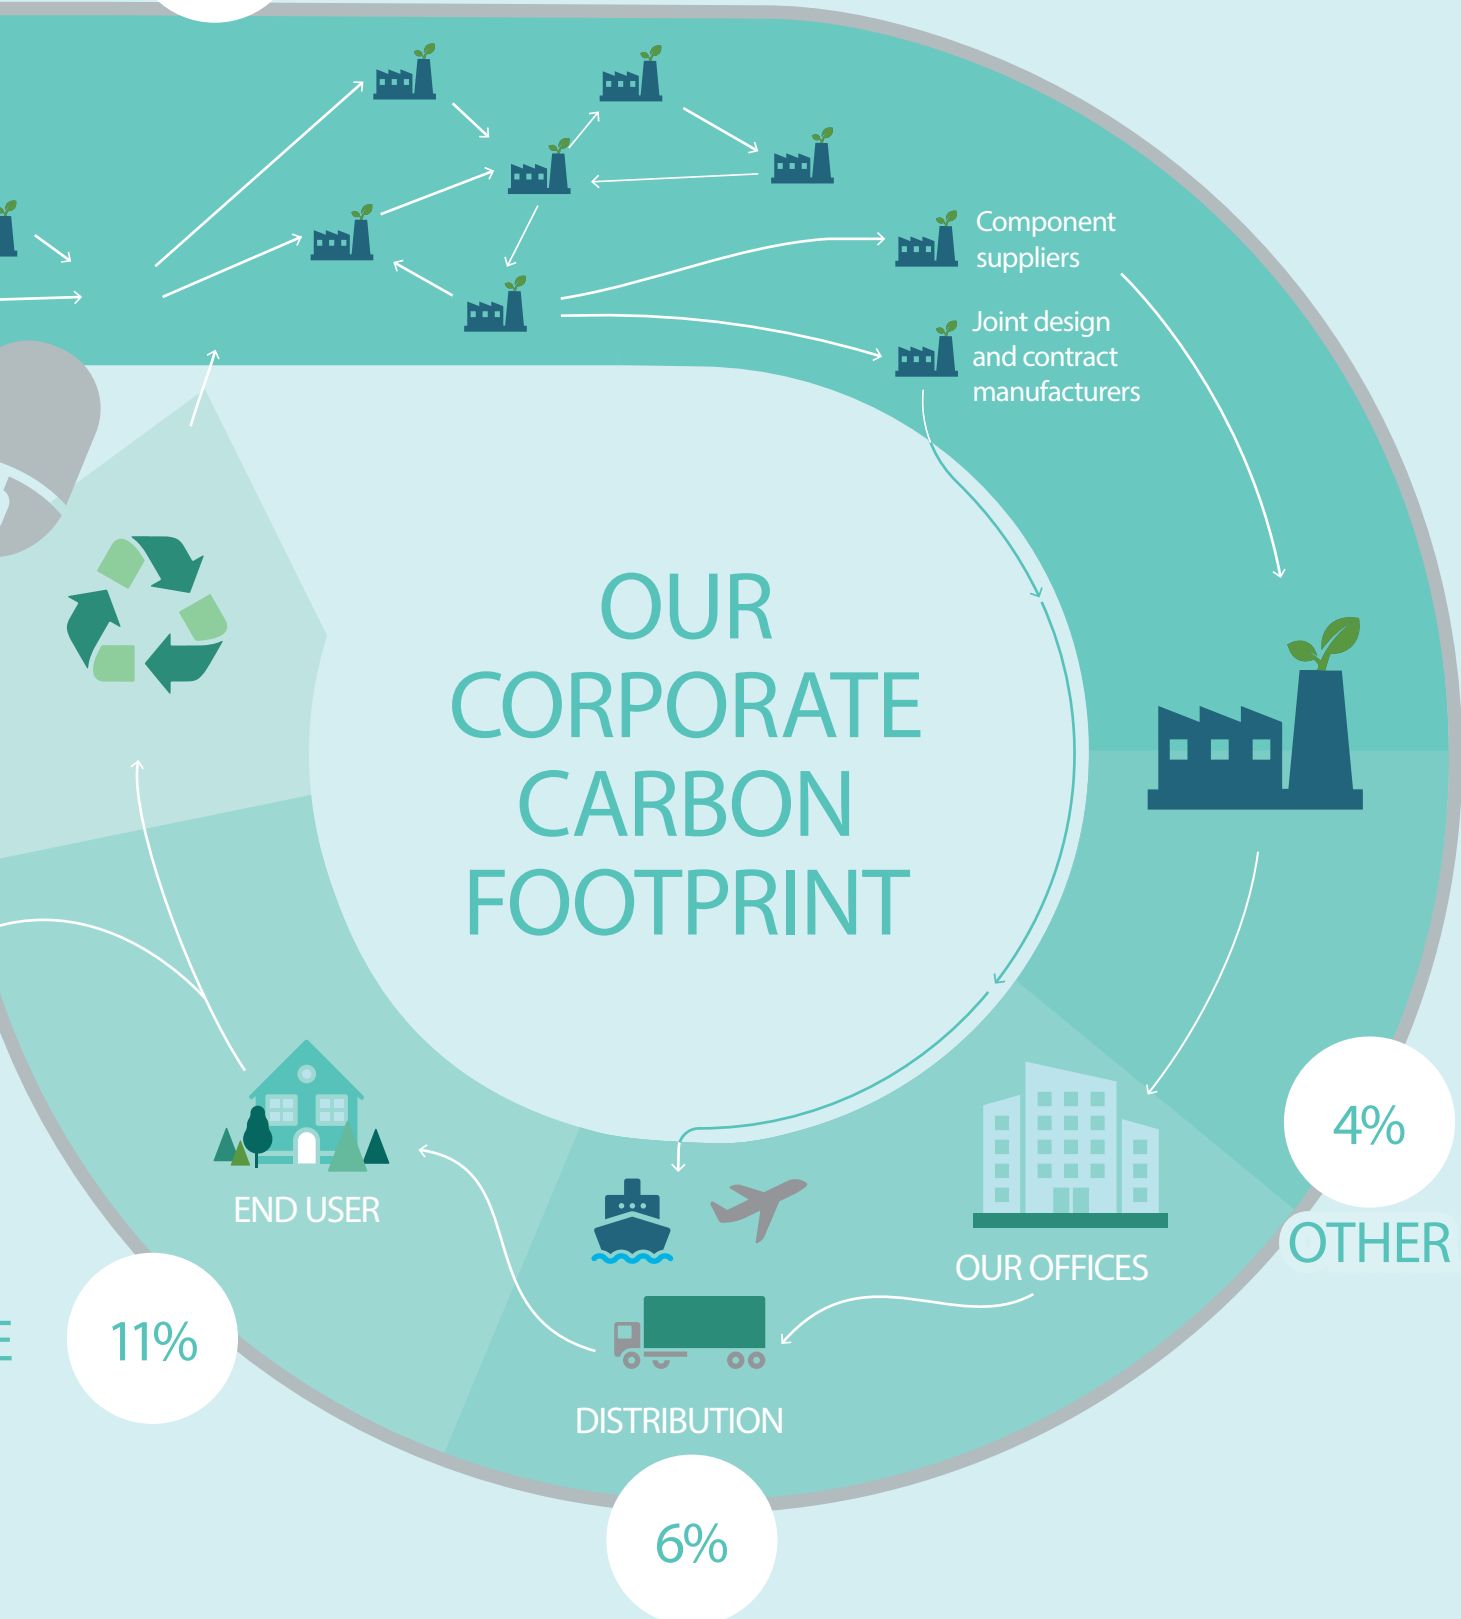 Component
suppliers
Joint design
and contract
manufacturers
OUR
CORPORATE
CARBON
FOOTPRINT
4%
OTHER
END USER
OUR OFFICES
E
11%
DISTRIBUTION
6%